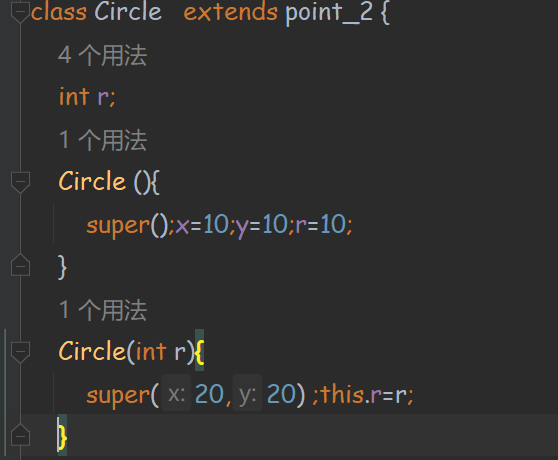 class Circle   extends point_2 {
4 个用法
int r;
1 个用法
Circle (){
super();x=10;y=10;r=10;
}
1 个用法
Circle(int r){
super( x: 20, y: 20) ;this.r=r;
}